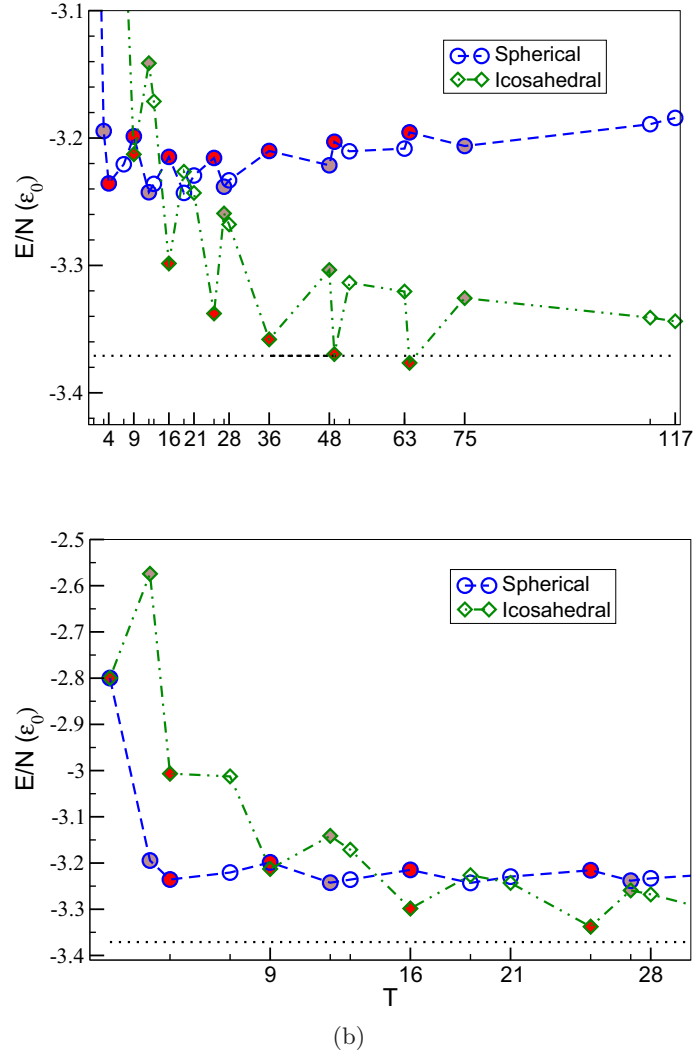 -3.1
Spherical
Icosahedral
-3.2
E/N (ε0)
-3.3
-3.4
4 9 16 21 28 36 48 63 75 117
-2.5
Spherical
-2.6
Icosahedral
-2.7
-2.8
E/N (ε0)
-2.9
-3
-3.1
-3.2
-3.3
-3.4
9 16 21 28
T
(b)